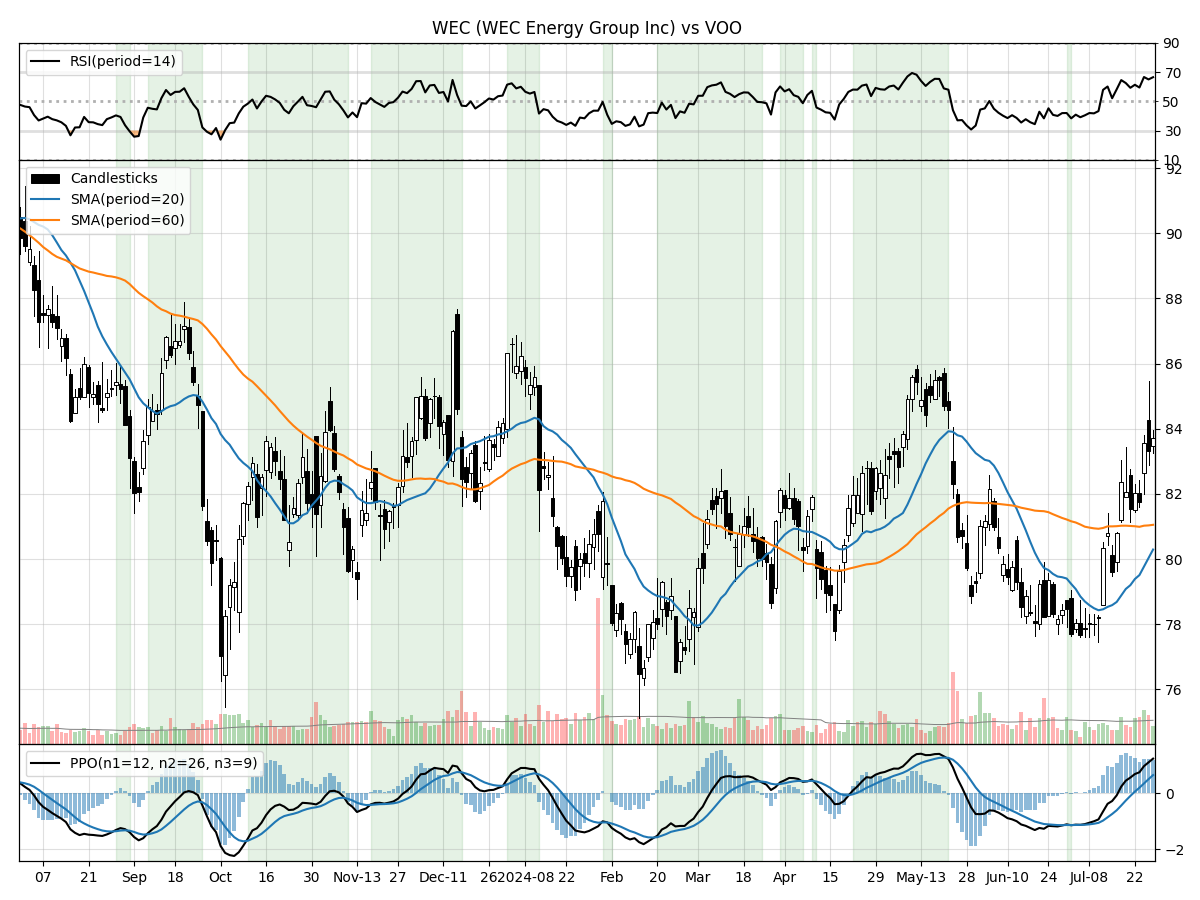 WEC (WEC Energy Group Inc) vs VOO
RSI(period=14)
90
70
50
30
10
Candlesticks
SMA(period=20)
SMA(period=60)
92
90
88
86
84
82
80
78
76
PPO(n1=12, n2=26, n3=9)
0
−2
07 21 Sep 18 Oct 16 30 Nov-13 27 Dec-11 26 2024-08 22 Feb 20 Mar 18 Apr 15 29 May-13 28 Jun-10 24 Jul-08 22